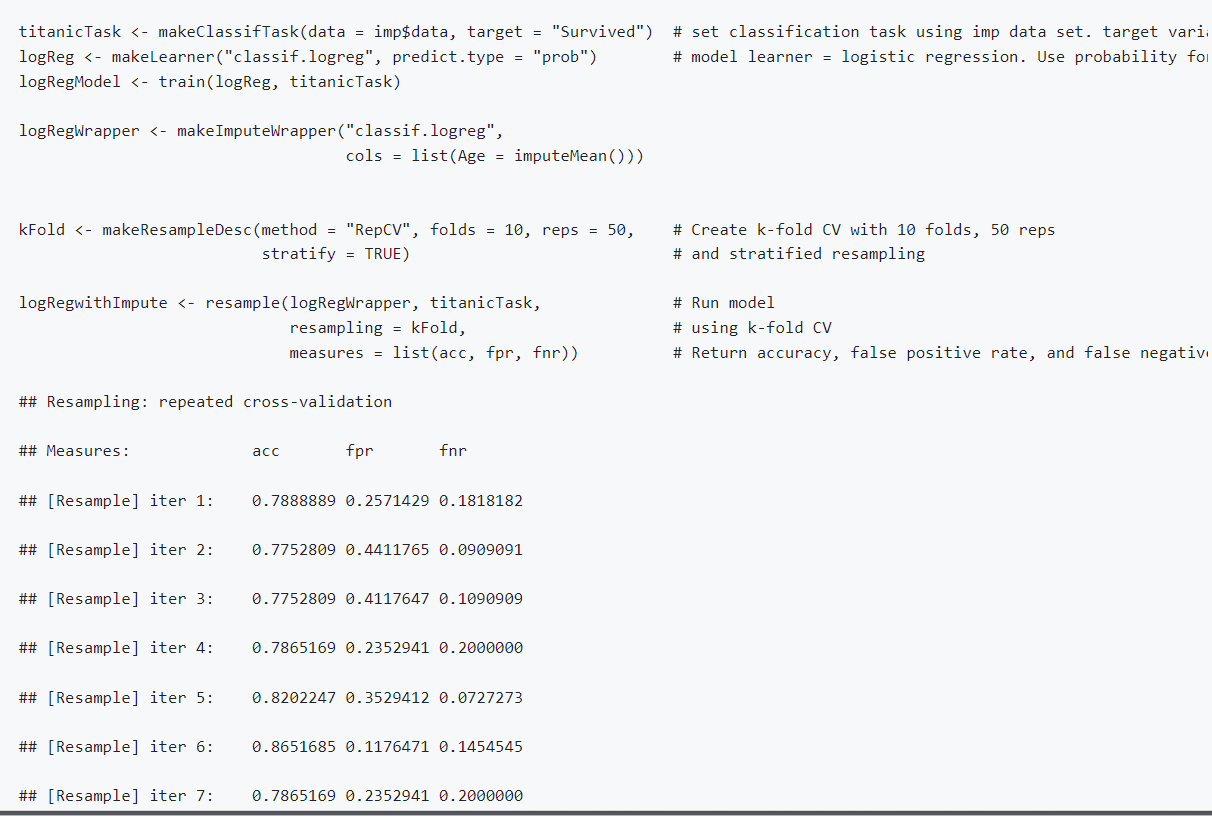 titanicTask <- makeClassifTask(data = imp$data, target = "Survived")  # set classification task using imp data set. target
logReg <- makeLearner("classif.logreg", predict.type = "prob")        # model learner = logistic regression. Use probability
logRegModel <- train(logReg, titanicTask)
logRegWrapper <- makeImputeWrapper("classif.logreg",
cols = list(Age = imputeMean()))
kFold <- makeResampleDesc(method = "RepCV", folds = 10, reps = 50,    # Create k-fold CV with 10 folds, 50 reps
stratify = TRUE)                            # and stratified resampling
logRegwithImpute <- resample(logRegWrapper, titanicTask,              # Run model
resampling = kFold,                      # using k-fold CV
measures = list(acc, fpr, fnr))          # Return accuracy, false positive rate, and false
## Resampling: repeated cross-validation
## Measures:             acc       fpr       fnr
## [Resample] iter 1:    0.7888889 0.2571429 0.1818182
## [Resample] iter 2:    0.7752809 0.4411765 0.0909091
## [Resample] iter 3:    0.7752809 0.4117647 0.1090909
## [Resample] iter 4:    0.7865169 0.2352941 0.2000000
## [Resample] iter 5:    0.8202247 0.3529412 0.0727273
## [Resample] iter 6:    0.8651685 0.1176471 0.1454545
## [Resample] iter 7:    0.7865169 0.2352941 0.2000000